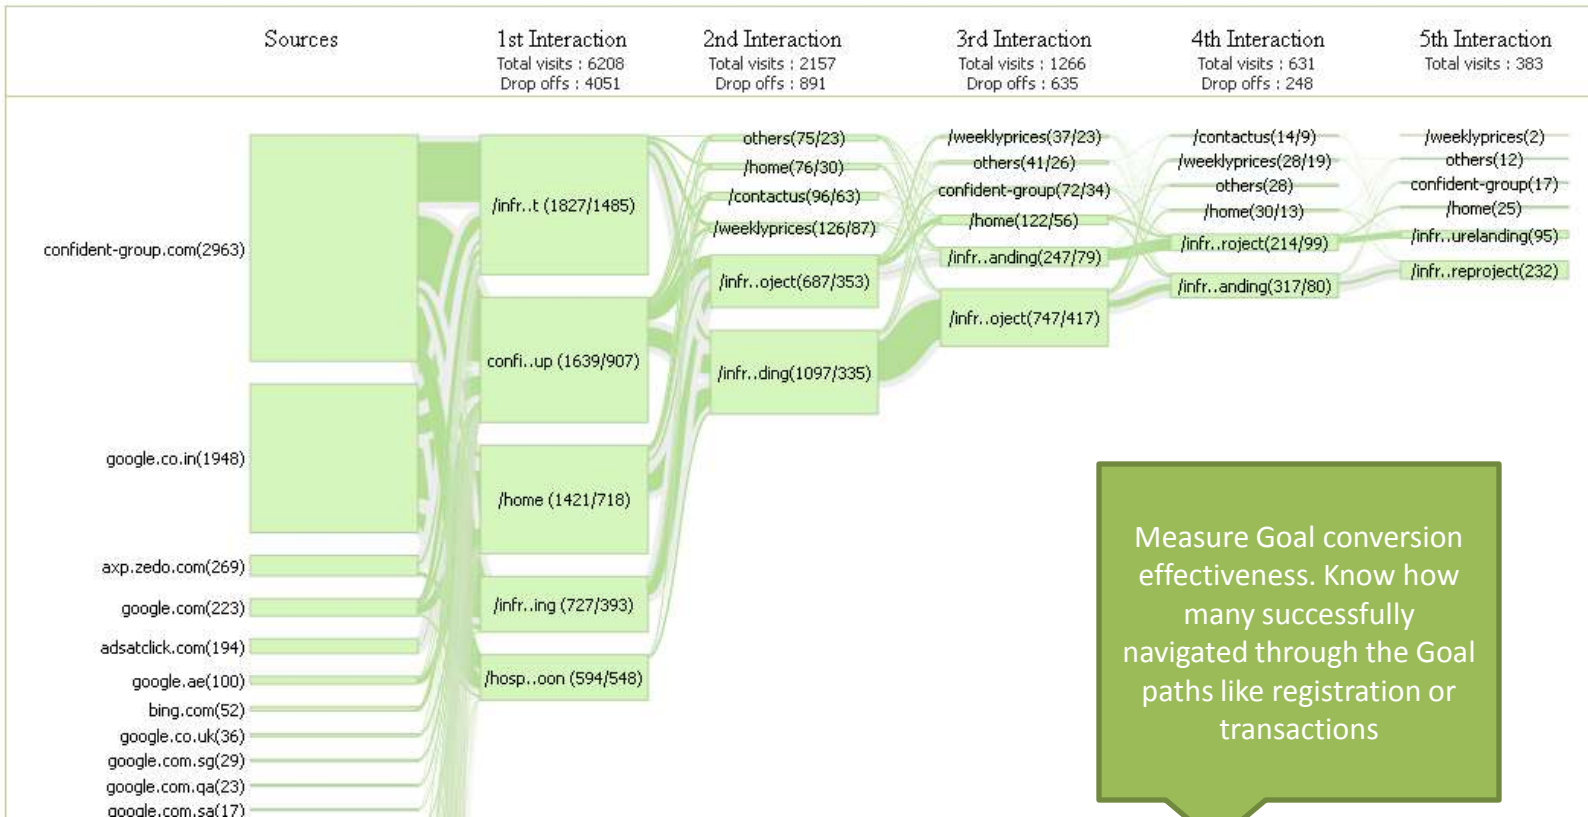 Sources
1st Interaction
Total visits : 6208
Drop offs : 4051
2nd Interaction
Total visits : 2157
Drop offs : 891
3rd Interaction
Total visits : 1266
Drop offs : 635
4th Interaction
Total visits : 631
Drop offs : 248
5th Interaction
Total visits : 383
confident-group.com(2963)
google.co.in(1948)
axp.zedo.com(269)
google.com(223)
adsatclick.com(194)
google.ae(100)
bing.com(52)
google.co.uk(36)
google.com.sg(29)
google.com.qa(23)
google.com.sa(17)
/infr..t (1827/1485)
confi..up (1639/907)
/home (1421/718)
/infr..ing (727/393)
/hosp..oon (594/548)
others(75/23)
/home(76/30)
/contactus(96/63)
/weeklyprices(126/87)
/infr..oject(687/353)
/infr..ding(1097/335)
/weeklyprices(37/23)
others(41/26)
confident-group(72/34)
/home(122/56)
/infr..anding(247/79)
/infr..oject(747/417)
/contactus(14/9)
/weeklyprices(28/19)
others(28)
/home(30/13)
/infr..roject(214/99)
/infr..anding(317/80)
/weeklyprices(2)
others(12)
confident-group(17)
/home(25)
/infr..urelanding(95)
/infr..reproject(232)
Measure Goal conversion
effectiveness. Know how
many successfully
navigated through the Goal
paths like registration or
transactions